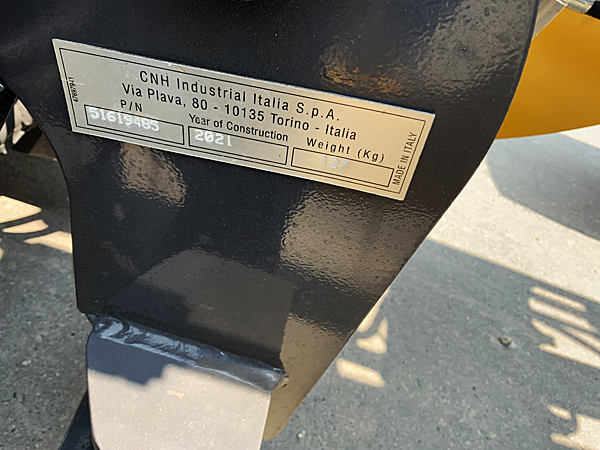 47697941
CNH Industrial Italia S.p.A.
Via Plava, 80 - 10135 Torino - Italia
P/N
Year of Construction
Weight (Kg)
51619465
2021
MADE IN ITALY